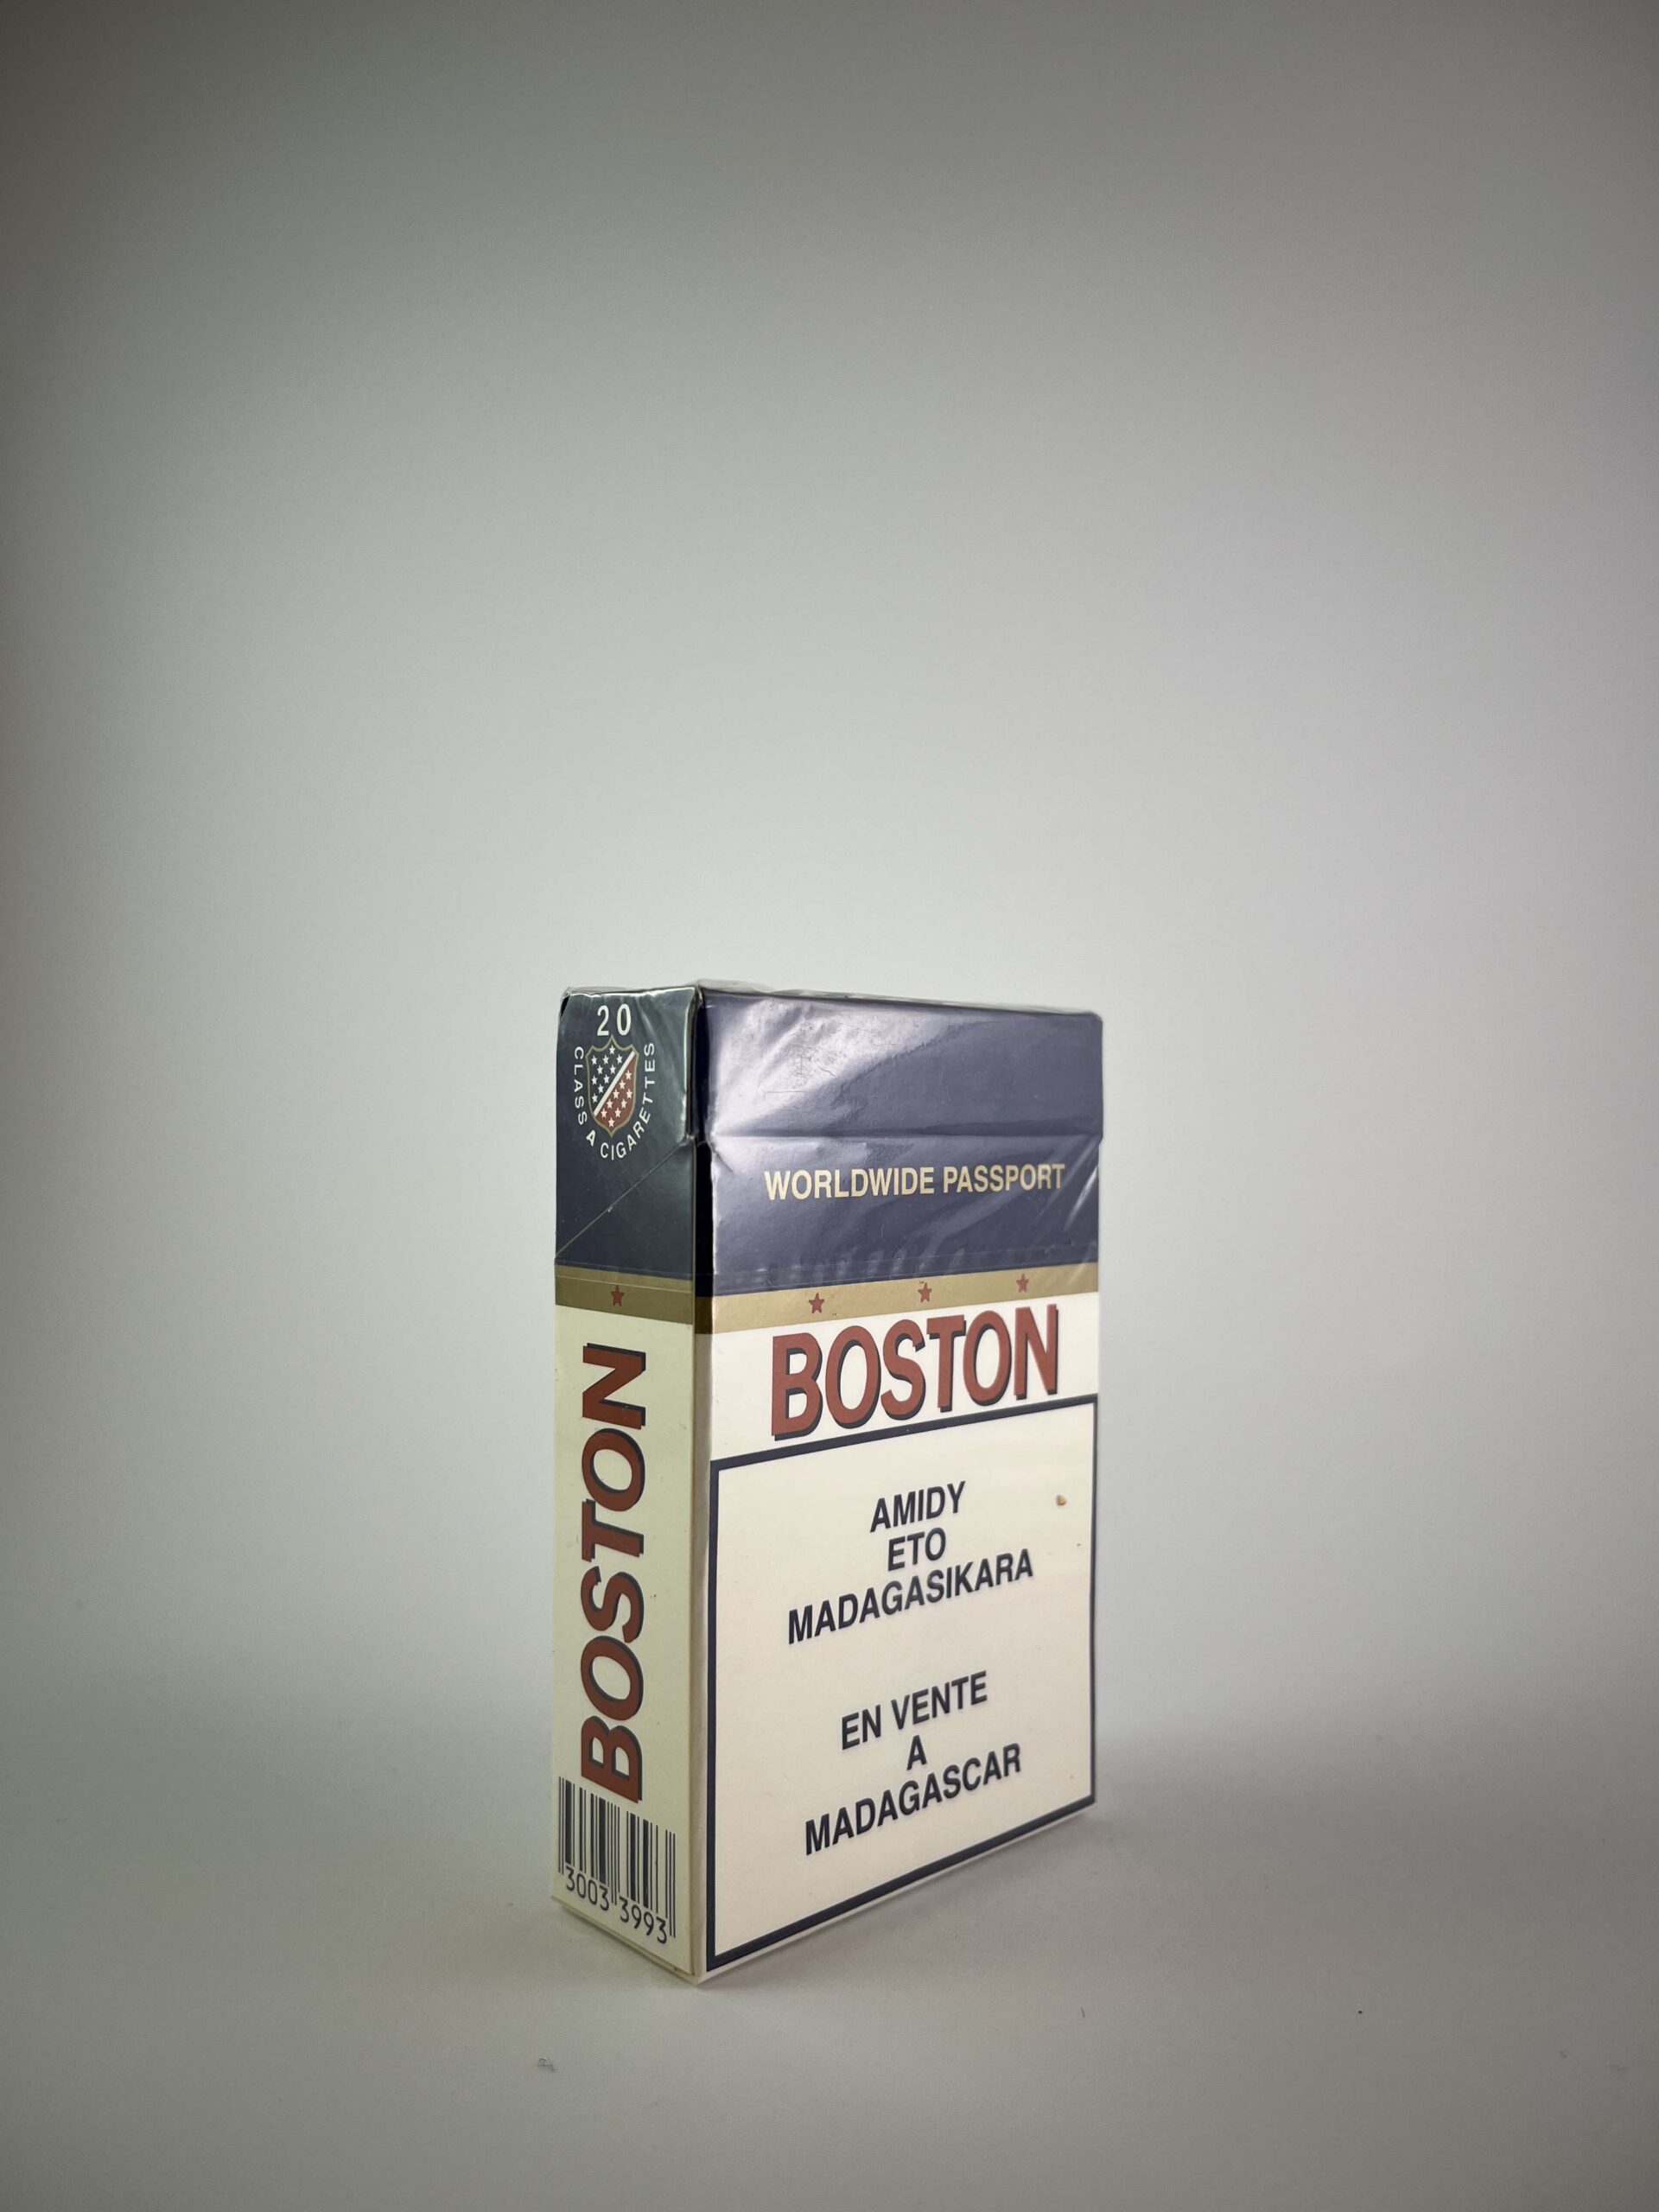 20
CLASS A CIGARETTES
BOSTON
3003 3993
WORLDWIDE PASSPORT
BOSTON
AMIDY
ETO
MADAGASIKARA
EN VENTE
A
MADAGASCAR